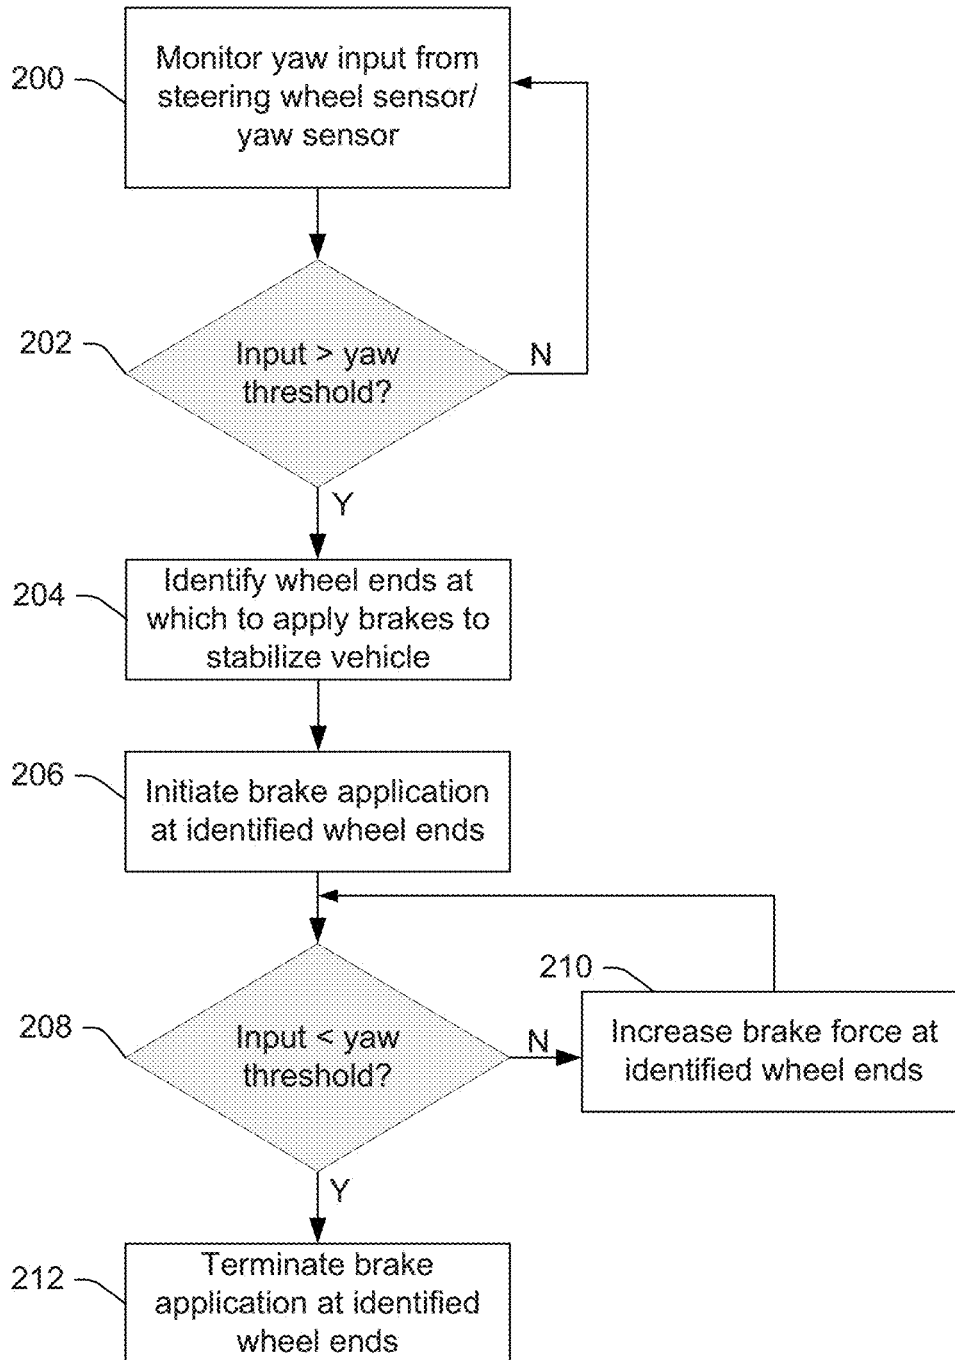 200
Monitor yaw input from
steering wheel sensor/
yaw sensor
202
Input > yaw
threshold?
N
Y
204
Identify wheel ends at
which to apply brakes to
stabilize vehicle
206
Initiate brake application
at identified wheel ends
208
Input < yaw
threshold?
N
210
Increase brake force at
identified wheel ends
Y
212
Terminate brake
application at identified
wheel ends